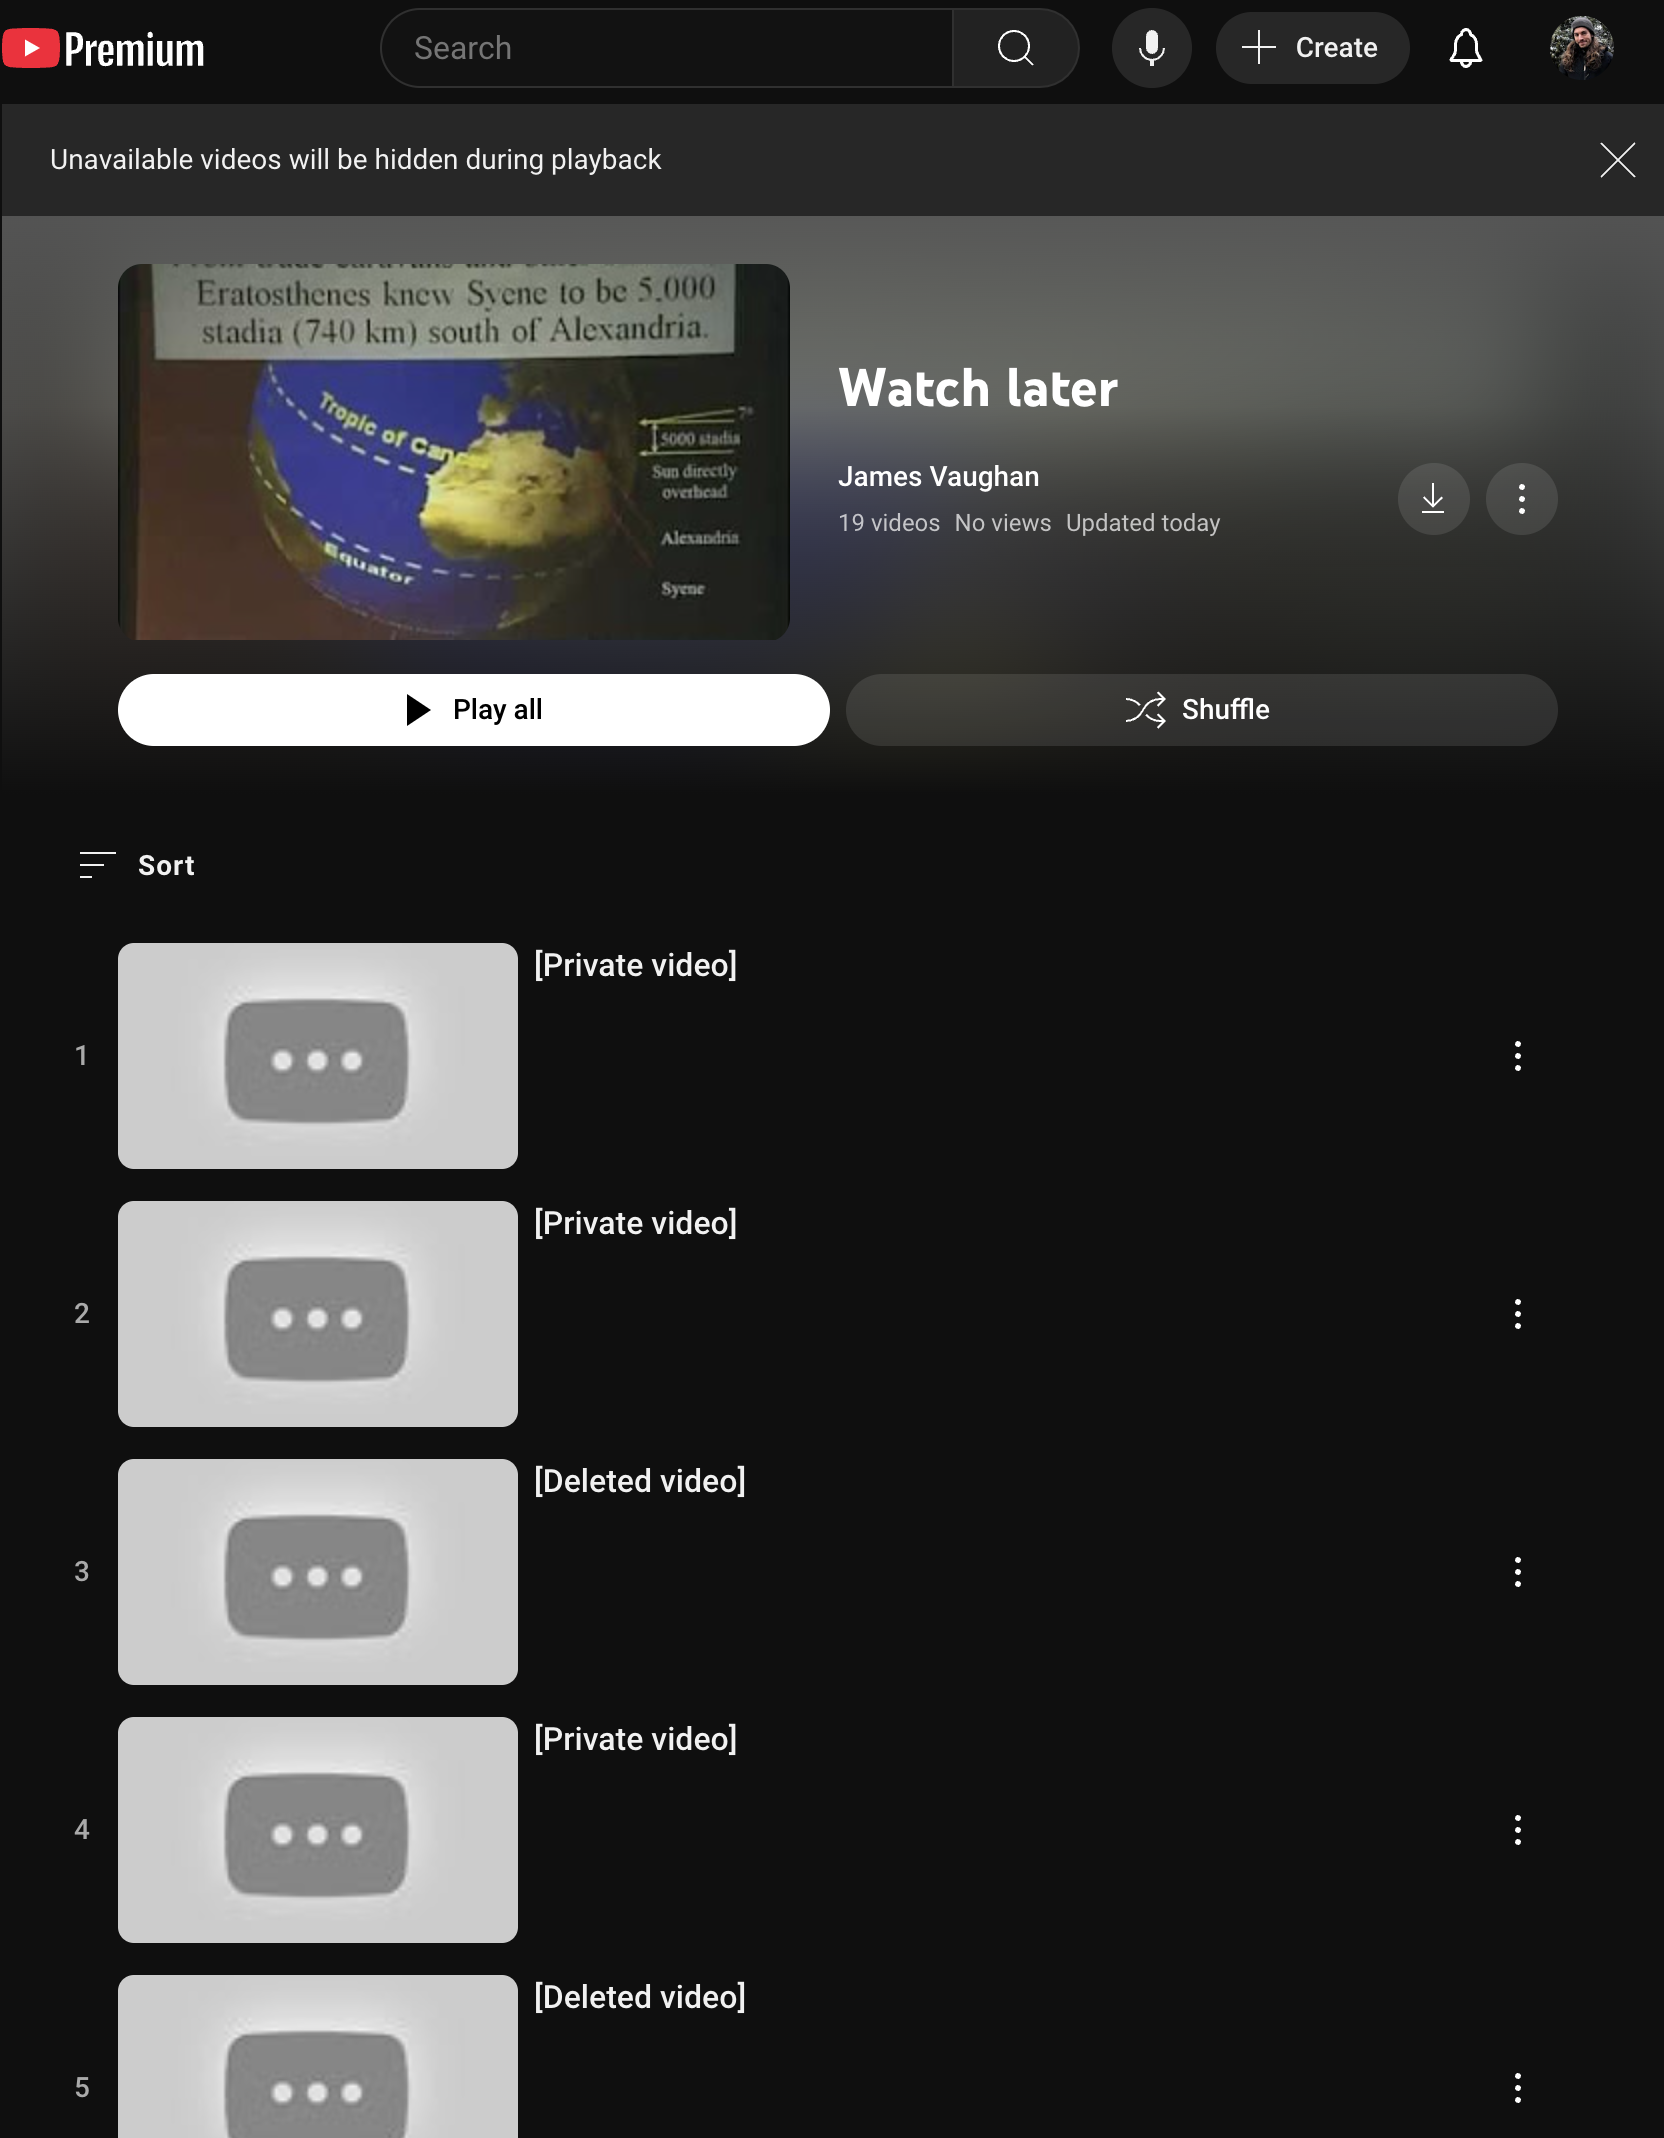 Premium
Search
Create
Unavailable videos will be hidden during playback
Eratosthenes knew Syene to be 5,000
stadia (740 km) south of Alexandria.
Tropic of Cancer
7°
5000 stadia
Sun directly
overhead
Alexandria
Equator
Syene
Watch later
James Vaughan
19 videos No views Updated today
Play all
Shuffle
Sort
1
[Private video]
2
[Private video]
3
[Deleted video]
4
[Private video]
5
[Deleted video]